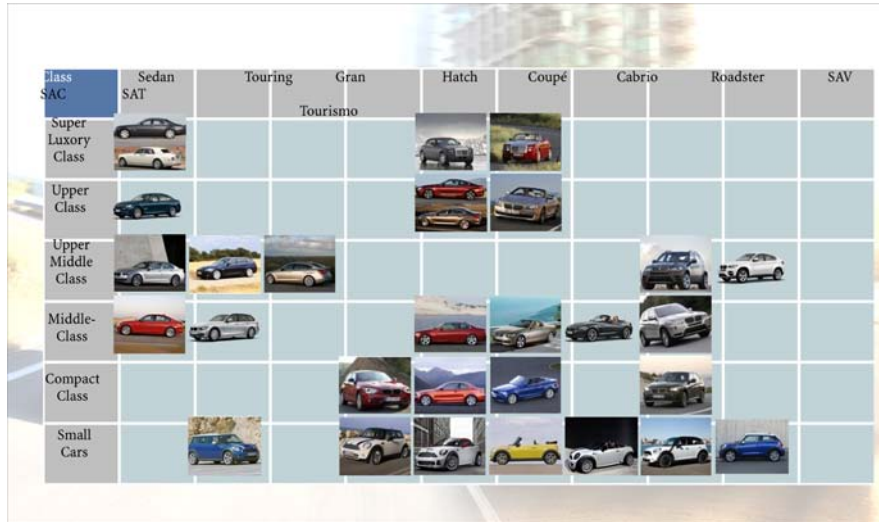 Class Sedan Touring Gran Hatch Coupé Cabrio Roadster SAV
SAC SAT
Tourismo
Super
Luxory
Class
Upper
Class
Upper
Middle
Class
Middle-
Class
Compact
Class
Small
Cars